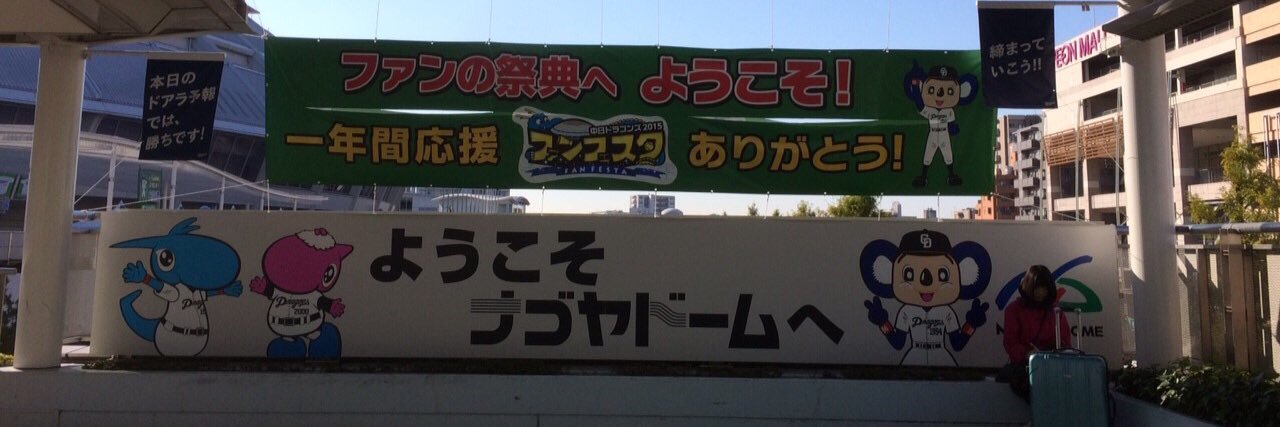 本日の
ドアラ予報
では、
勝ちです!
ファンの祭典へ ようこそ!
一年間応援
中日ドラゴンズ2015
ファンフェスタ
FAN FESTA
ありがとう!
締まって
いこう!!
ÆON MA
ようこそ
ナゴヤドームへ
Dragons
Dragons
2000
CD
Dragons
1994
N
OME